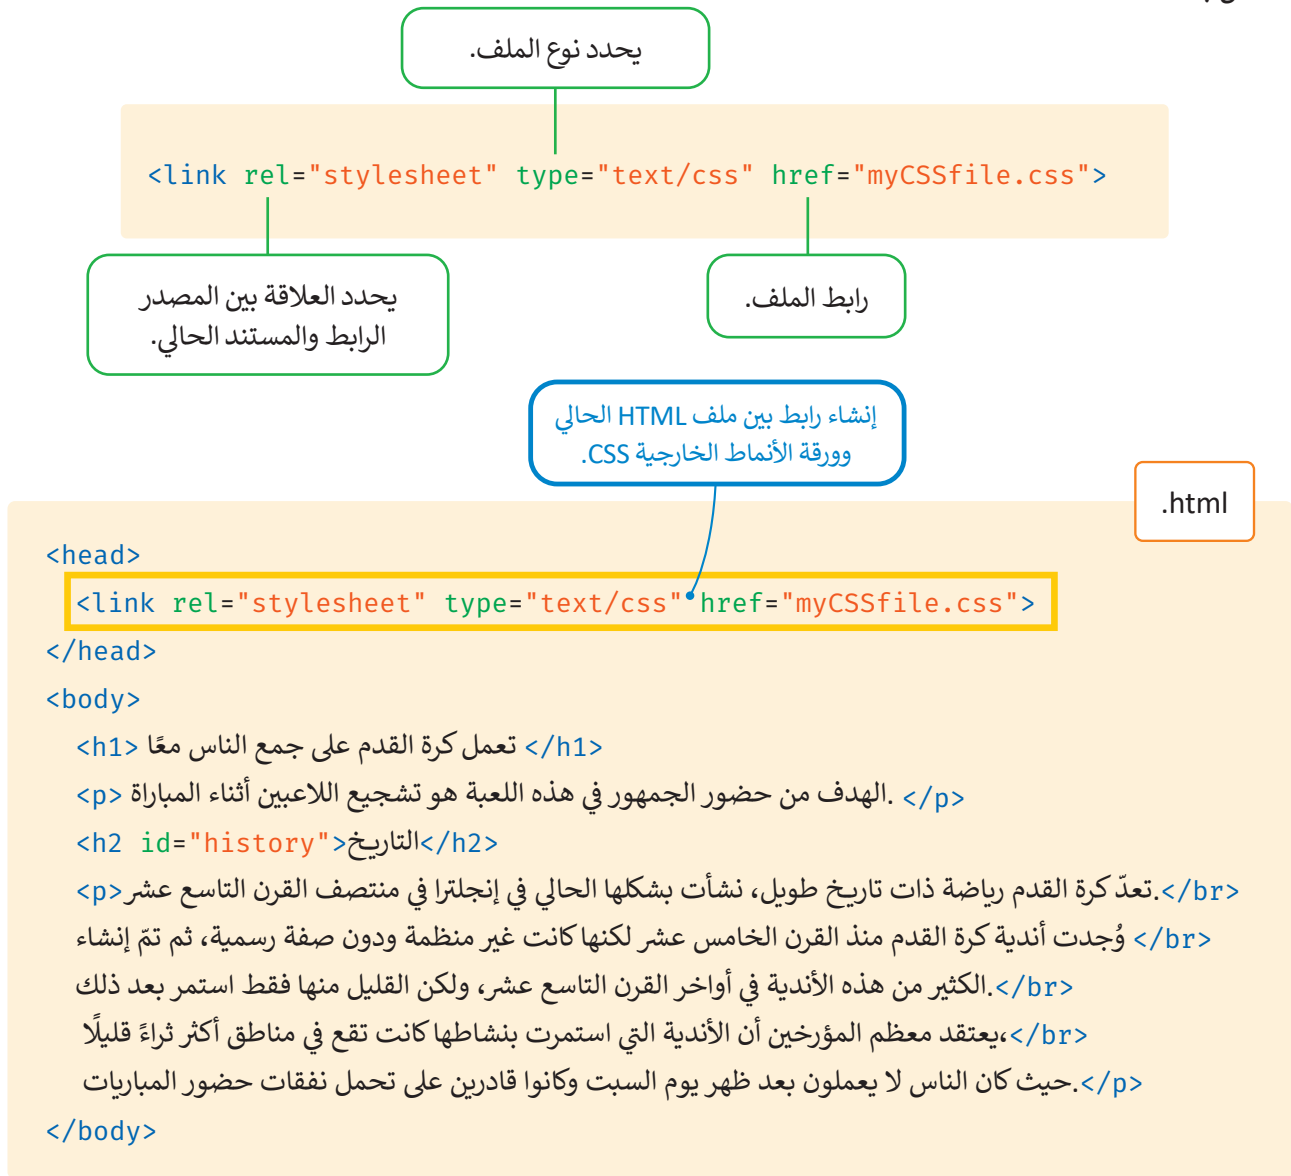 يحدد نوع الملف.
<link rel="stylesheet" type="text/css" href="myCSSfile.css">
يحدد العلاقة بين المصدر
الرابط والمستند الحالي.
رابط الملف.
إنشاء رابط بين ملف HTML الحالي
وورقة الأنماط الخارجية CSS.
.html
<head>
<link rel="stylesheet" type="text/css" href="myCSSfile.css">
</head>
<body>
<h1> تعمل كرة القدم على جمع الناس معًا </h1>
<p> الهدف من حضور الجمهور في هذه اللعبة هو تشجيع اللاعبين أثناء المباراة. </p>
<h2 id="history">التاريخ</h2>
<p>تعدّ كرة القدم رياضة ذات تاريخ طويل، نشأت بشكلها الحالي في إنجلترا في منتصف القرن التاسع عشر.</br>
وُجدت أندية كرة القدم منذ القرن الخامس عشر لكنها كانت غير منظمة ودون صفة رسمية، ثم تمّ إنشاء </br>
الكثير من هذه الأندية في أواخر القرن التاسع عشر، ولكن القليل منها فقط استمر بعد ذلك.</br>
يعتقد معظم المؤرخين أن الأندية التي استمرت بنشاطها كانت تقع في مناطق أكثر ثراءً قليلًا،</br>
حيث كان الناس لا يعملون بعد ظهر يوم السبت وكانوا قادرين على تحمل نفقات حضور المباريات.</p>
</body>